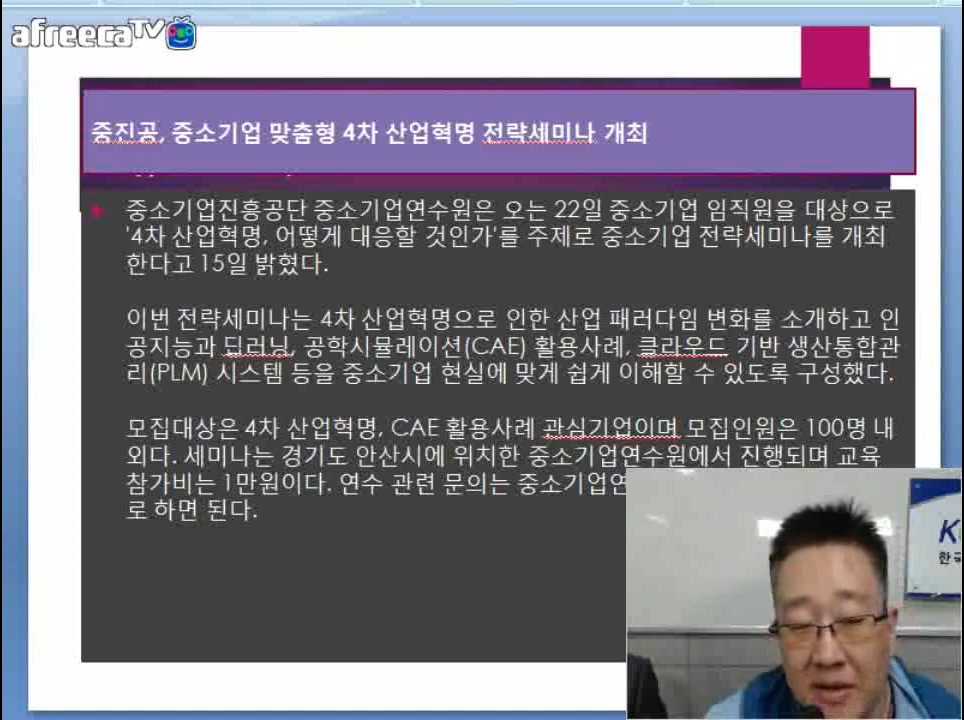 afreecaTV
중진공, 중소기업 맞춤형 4차 산업혁명 전략세미나 개최
중소기업진흥공단 중소기업연수원은 오는 22일 중소기업 임직원을 대상으로
'4차 산업혁명, 어떻게 대응할 것인가'를 주제로 중소기업 전략세미나를 개최
한다고 15일 밝혔다.
이번 전략세미나는 4차 산업혁명으로 인한 산업 패러다임 변화를 소개하고 인
공지능과 딥러닝, 공학시뮬레이션(CAE) 활용사례, 클라우드 기반 생산통합관
리(PLM) 시스템 등을 중소기업 현실에 맞게 쉽게 이해할 수 있도록 구성했다.
모집대상은 4차 산업혁명, CAE 활용사례 관심기업이며 모집인원은 100명 내
외다. 세미나는 경기도 안산시에 위치한 중소기업연수원에서 진행되며 교육
참가비는 1만원이다. 연수 관련 문의는 중소기업연
로 하면 된다.